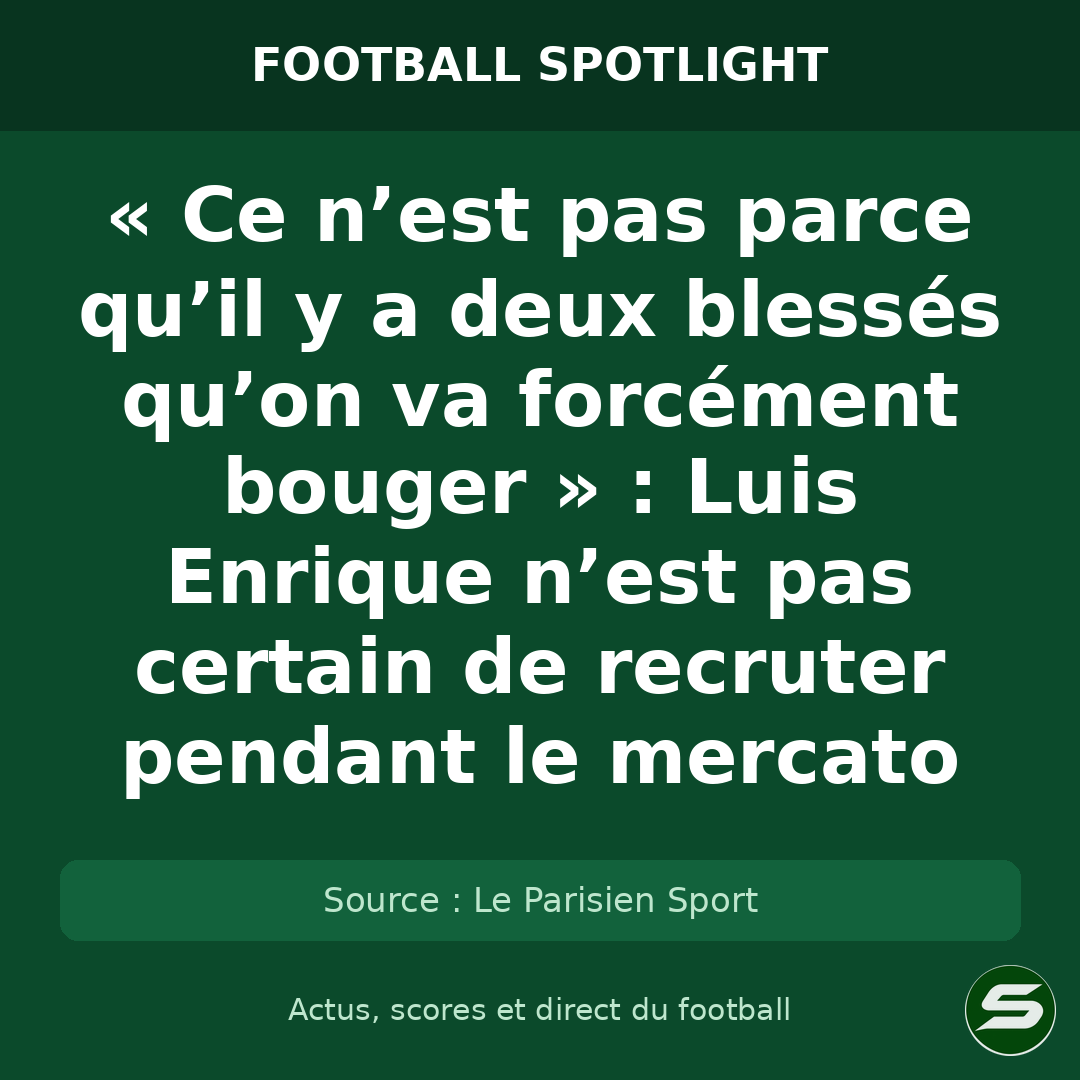 FOOTBALL SPOTLIGHT
« Ce n’est pas parce
qu’il y a deux blessés
qu’on va forcément
bouger » : Luis
Enrique n’est pas
certain de recruter
pendant le mercato
Source : Le Parisien Sport
Actus, scores et direct du football